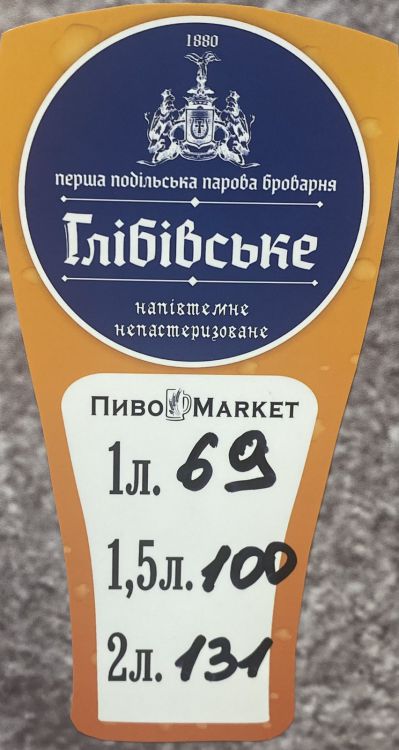 1880
перша подільська парова броварня
Глібівське
напівтемне
непастеризоване
ПИВО MARKET
1л. 69
1,5л. 100
2л. 131